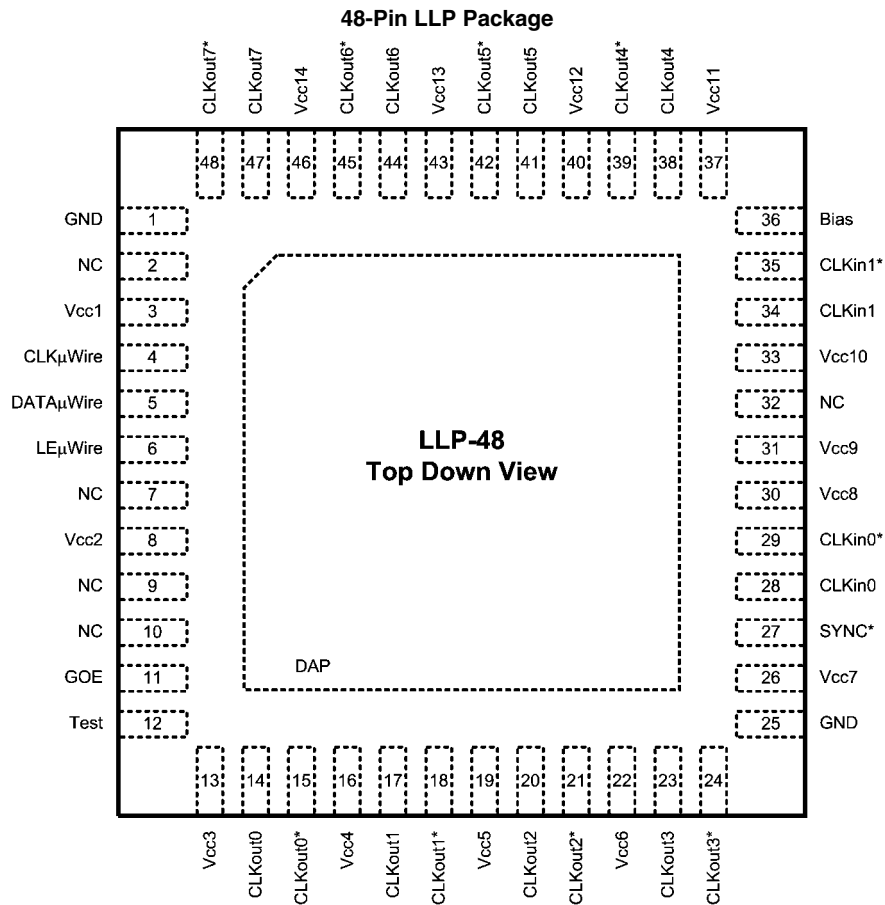 48-Pin LLP Package
CLKout7*
CLKout7
Vcc14
CLKout6*
CLKout6
Vcc13
CLKout5*
CLKout5
Vcc12
CLKout4*
CLKout4
Vcc11
48 47 46 45 44 43 42 41 40 39 38 37
GND 1 36 Bias
NC 2 35 CLKin1*
Vcc1 3 34 CLKin1
CLKμWire 4 33 Vcc10
DATAμWire 5 32 NC
LEμWire 6 31 Vcc9
NC 7 30 Vcc8
Vcc2 8 29 CLKin0*
NC 9 28 CLKin0
NC 10 27 SYNC*
GOE 11 26 Vcc7
Test 12 25 GND
LLP-48
Top Down View
DAP
13 14 15 16 17 18 19 20 21 22 23 24
Vcc3
CLKout0
CLKout0*
Vcc4
CLKout1
CLKout1*
Vcc5
CLKout2
CLKout2*
Vcc6
CLKout3
CLKout3*